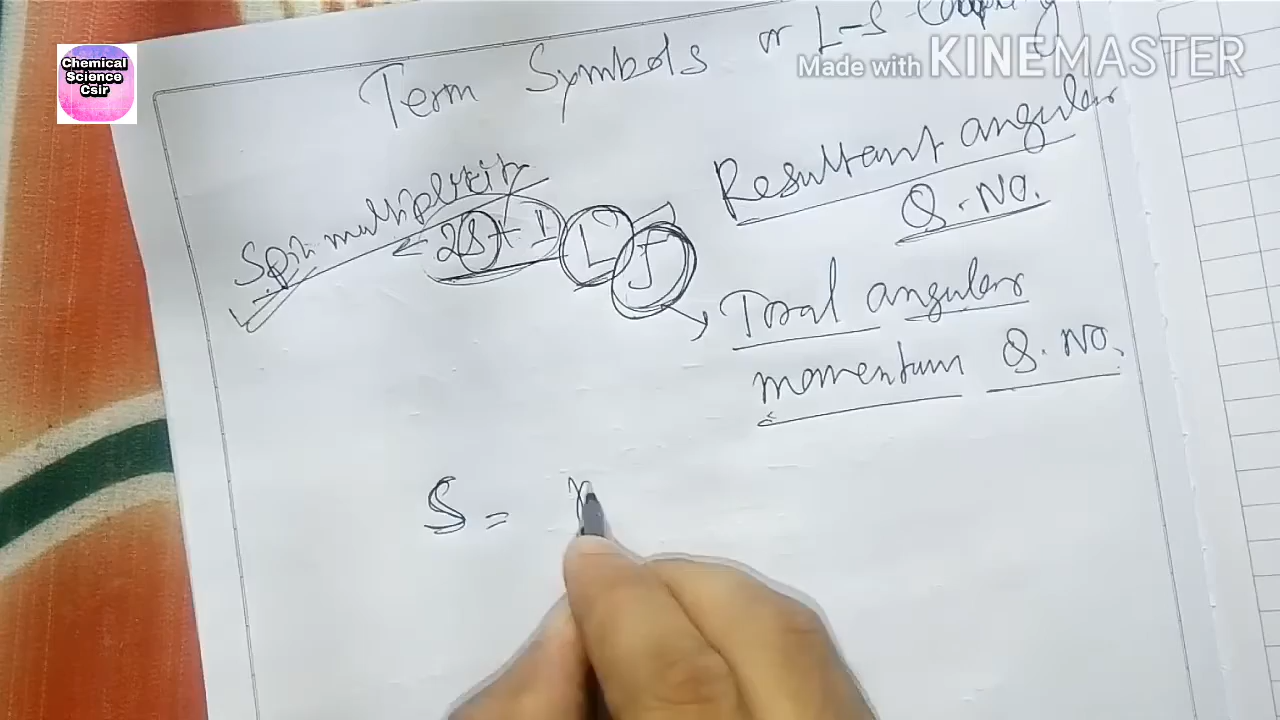 Chemical
Science
Csir
Made with KINEMASTER
Term Symbols or L-S Coupling
Spin multiplicity
2S+1 L J
Resultant angular
Q. No.
Total angular
momentum Q. No.
S =